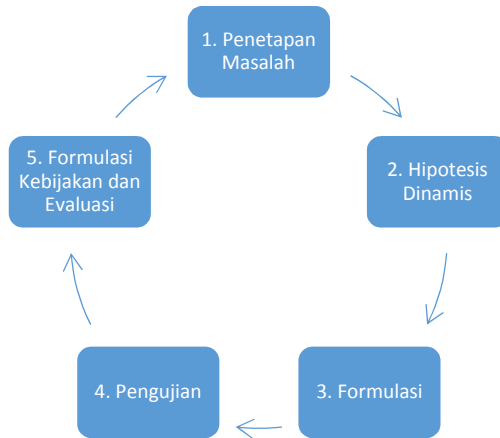 1. Penetapan
Masalah
2. Hipotesis
Dinamis
3. Formulasi
4. Pengujian
5. Formulasi
Kebijakan dan
Evaluasi